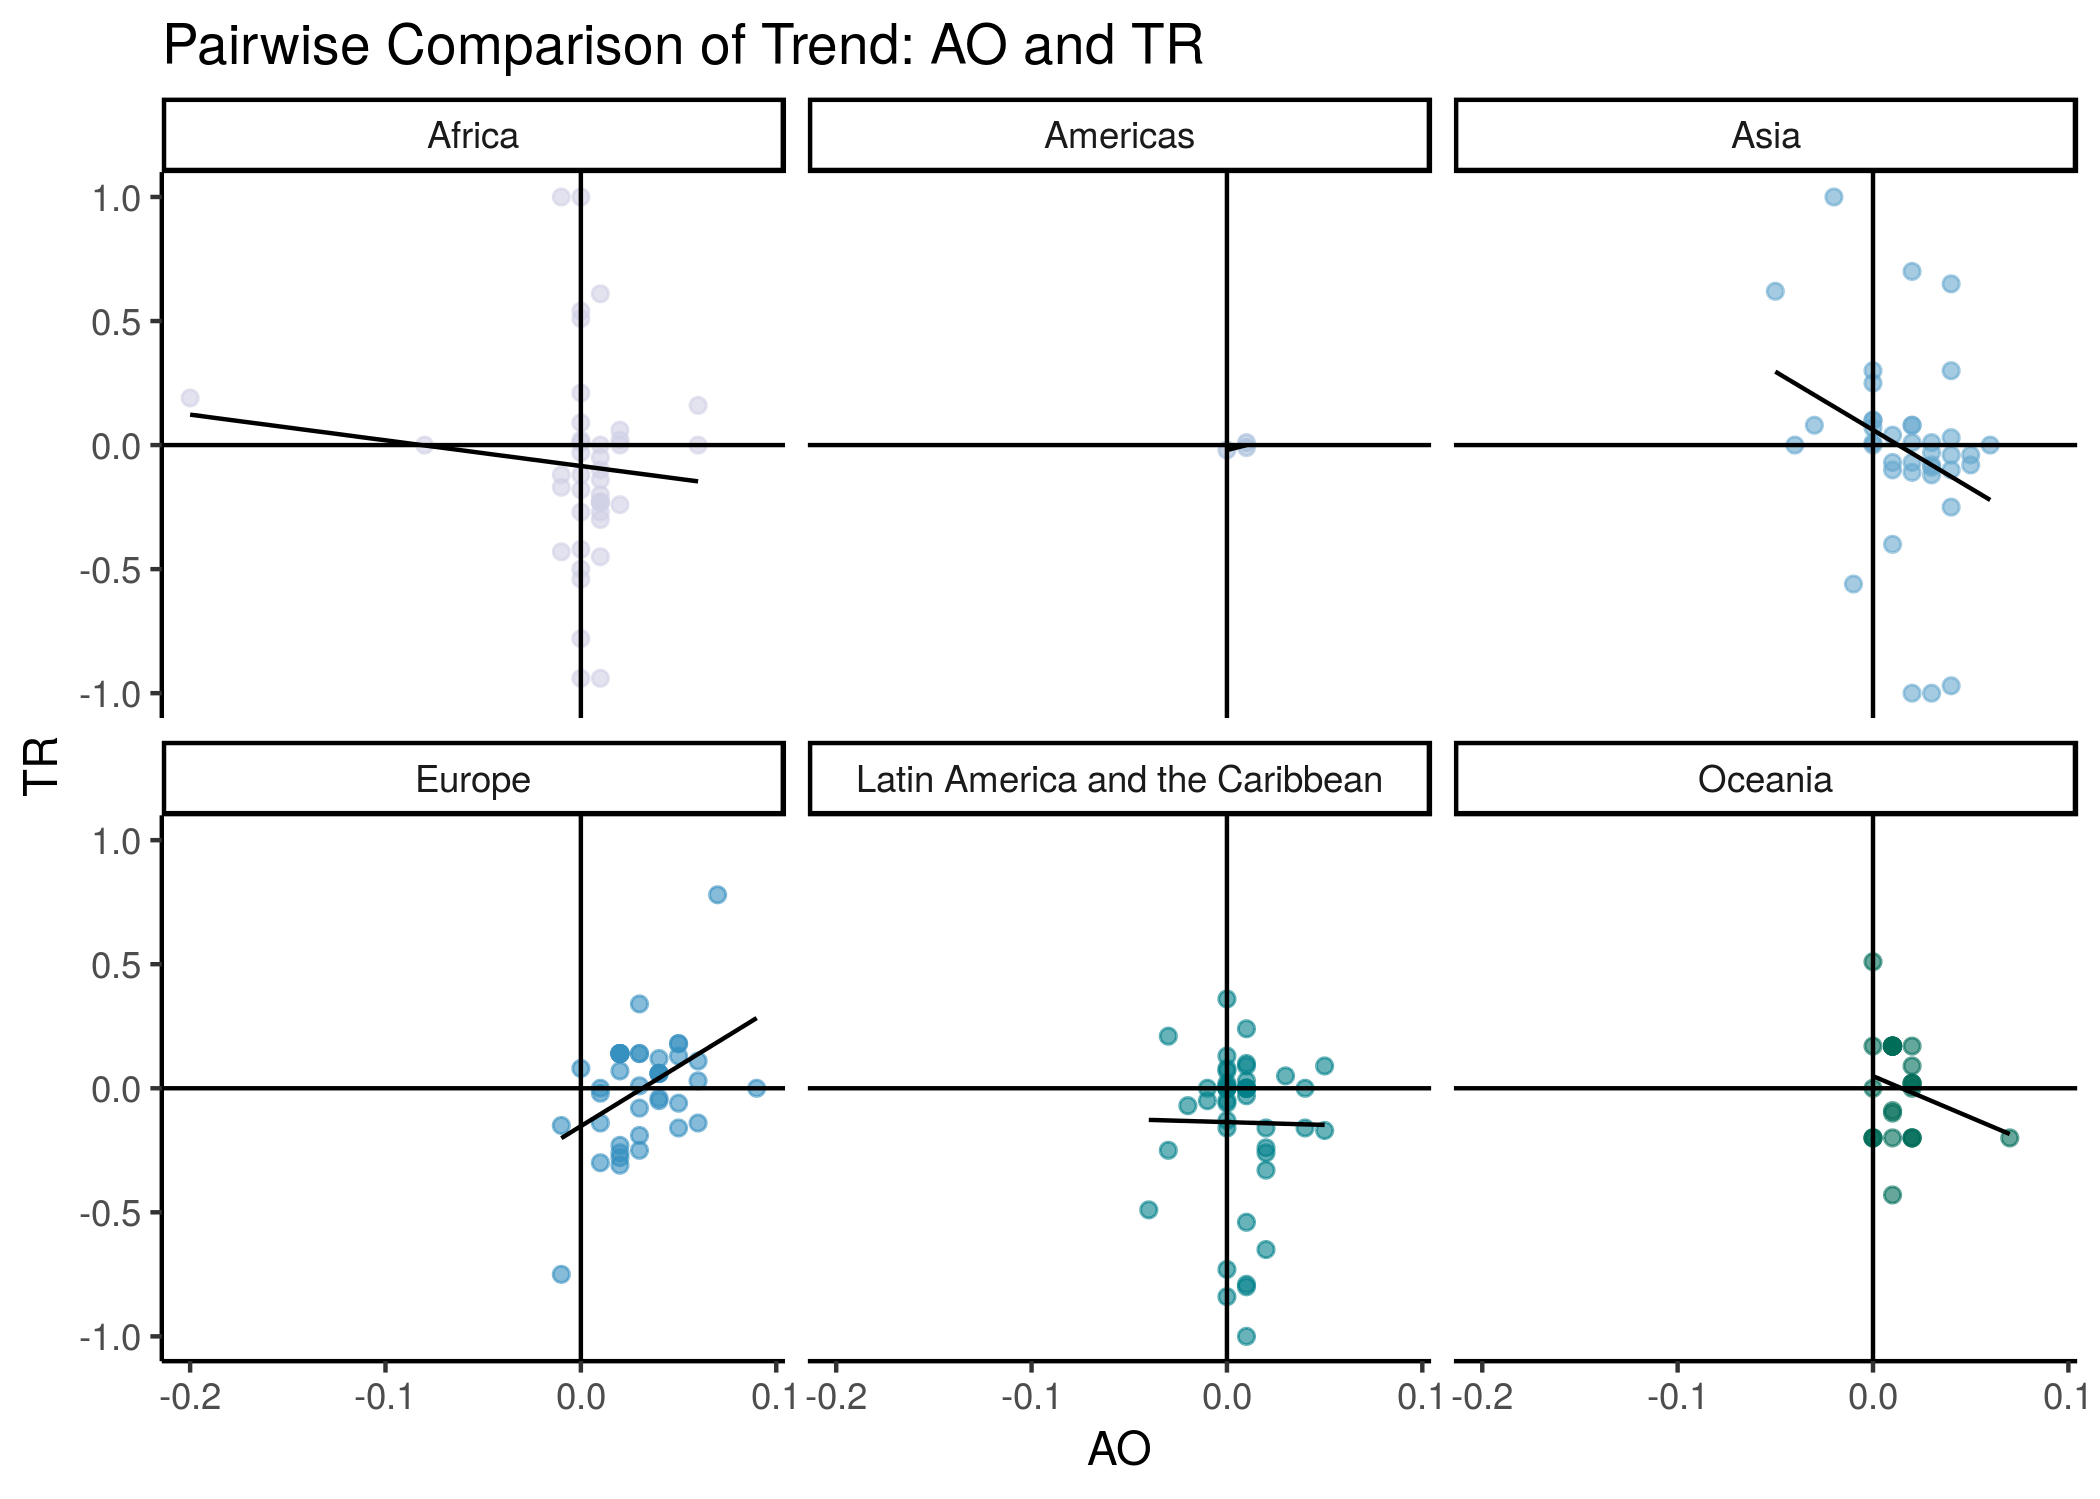 Pairwise Comparison of Trend: AO and TR
Africa
Americas
Asia
1.0
0.5
0.0
-0.5
-1.0
TR
Europe
Latin America and the Caribbean
Oceania
1.0
0.5
0.0
-0.5
-1.0
-0.2 -0.1 0.0 0.1 -0.2 -0.1 0.0 0.1 -0.2 -0.1 0.0 0.1
AO